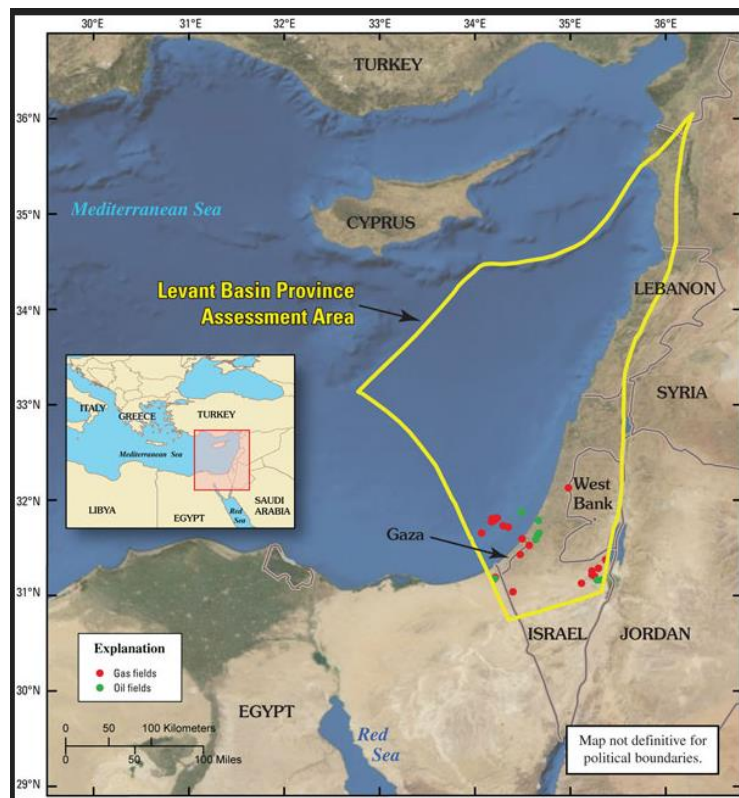 30°E
31°E
32°E
33°E
34°E
35°E
36°E
TURKEY
36°N
35°N
Mediterranean Sea
CYPRUS
34°N
Levant Basin Province
Assessment Area
LEBANON
33°N
SYRIA
ITALY
GREECE
TURKEY
Mediterranean Sea
LIBYA
EGYPT
Red
Sea
SAUDI
ARABIA
32°N
West
Bank
Gaza
31°N
ISRAEL
JORDAN
Explanation
Gas fields
Oil fields
30°N
EGYPT
0 50 100 Kilometers
0 50 100 Miles
Red
Sea
Map not definitive for
political boundaries.
29°N